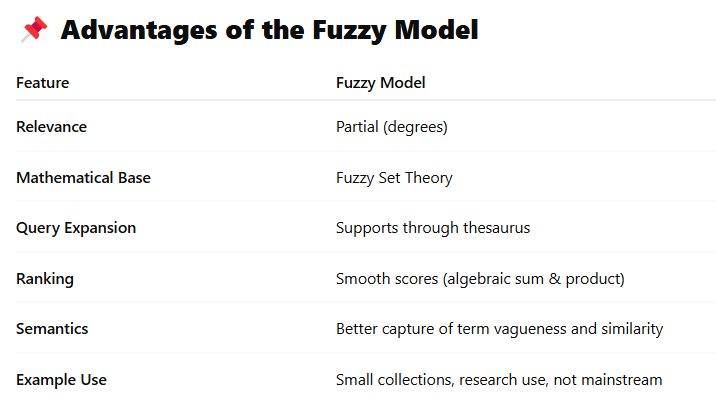 📌 Advantages of the Fuzzy Model
Feature Fuzzy Model
Relevance Partial (degrees)
Mathematical Base Fuzzy Set Theory
Query Expansion Supports through thesaurus
Ranking Smooth scores (algebraic sum & product)
Semantics Better capture of term vagueness and similarity
Example Use Small collections, research use, not mainstream